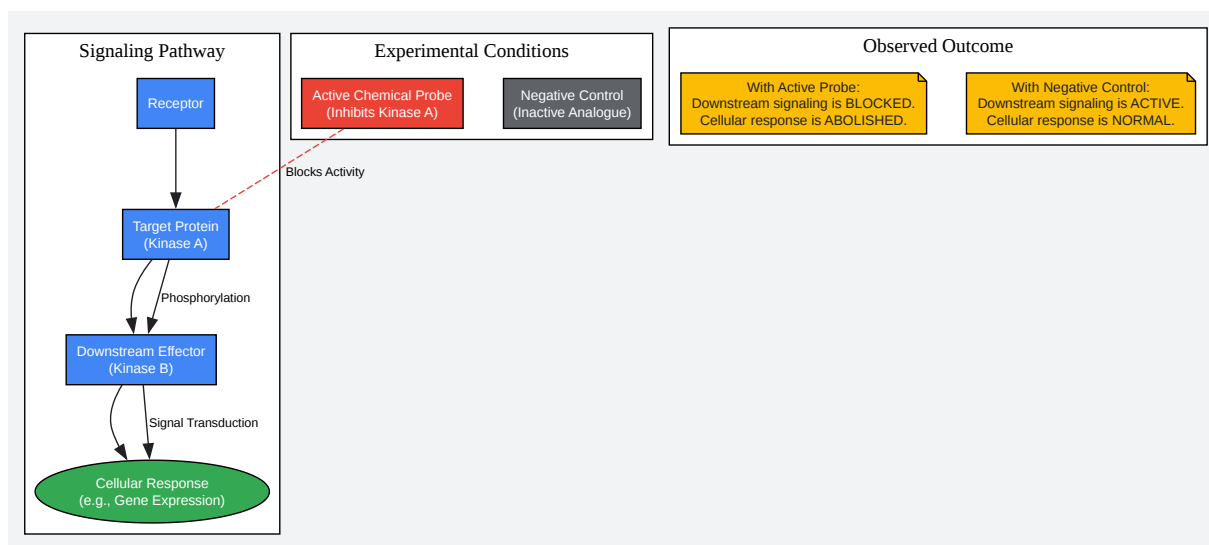 Signaling Pathway
Receptor
Target Protein
(Kinase A)
Phosphorylation
Downstream Effector
(Kinase B)
Signal Transduction
Cellular Response
(e.g., Gene Expression)
Experimental Conditions
Active Chemical Probe
(Inhibits Kinase A)
Negative Control
(Inactive Analogue)
Blocks Activity
Observed Outcome
With Active Probe:
Downstream signaling is BLOCKED.
Cellular response is ABOLISHED.
With Negative Control:
Downstream signaling is ACTIVE.
Cellular response is NORMAL.